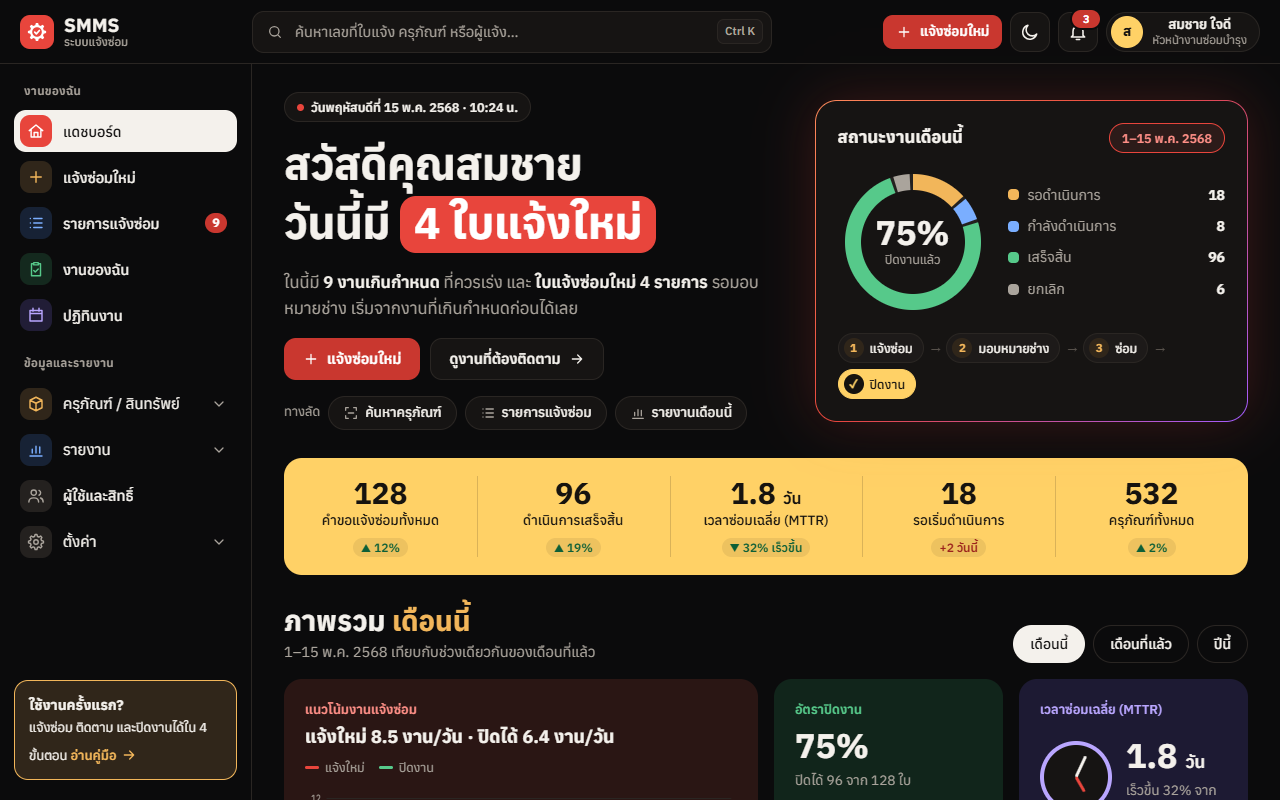 SMMS
ระบบแจ้งซ่อม
ค้นหาเลขที่ใบแจ้ง ครุภัณฑ์ หรือผู้แจ้ง...
Ctrl K
แจ้งซ่อมใหม่
3
ส
สมชาย ใจดี
หัวหน้างานซ่อมบำรุง
งานของฉัน
แดชบอร์ด
แจ้งซ่อมใหม่
รายการแจ้งซ่อม
9
งานของฉัน
ปฏิทินงาน
ข้อมูลและรายงาน
ครุภัณฑ์ / สินทรัพย์
รายงาน
ผู้ใช้และสิทธิ์
ตั้งค่า
ใช้งานครั้งแรก?
แจ้งซ่อม ติดตาม และปิดงานได้ใน 4
ขั้นตอน อ่านคู่มือ →
วันพฤหัสบดีที่ 15 พ.ค. 2568 · 10:24 น.
สวัสดีคุณสมชาย
วันนี้มี 4 ใบแจ้งใหม่
ในนี้มี 9 งานเกินกำหนด ที่ควรเร่ง และ ใบแจ้งซ่อมใหม่ 4 รายการ รอมอบ
หมายช่าง เริ่มจากงานที่เกินกำหนดก่อนได้เลย
แจ้งซ่อมใหม่
ดูงานที่ต้องติดตาม →
ทางลัด
ค้นหาครุภัณฑ์
รายการแจ้งซ่อม
รายงานเดือนนี้
สถานะงานเดือนนี้
1–15 พ.ค. 2568
75%
ปิดงานแล้ว
รอดำเนินการ 18
กำลังดำเนินการ 8
เสร็จสิ้น 96
ยกเลิก 6
1 แจ้งซ่อม → 2 มอบหมายช่าง → 3 ซ่อม →
✓ ปิดงาน
128
คำขอแจ้งซ่อมทั้งหมด
▲ 12%
96
ดำเนินการเสร็จสิ้น
▲ 19%
1.8 วัน
เวลาซ่อมเฉลี่ย (MTTR)
▼ 32% เร็วขึ้น
18
รอเริ่มดำเนินการ
+2 วันนี้
532
ครุภัณฑ์ทั้งหมด
▲ 2%
ภาพรวม เดือนนี้
1–15 พ.ค. 2568 เทียบกับช่วงเดียวกันของเดือนที่แล้ว
เดือนนี้
เดือนที่แล้ว
ปีนี้
แนวโน้มงานแจ้งซ่อม
แจ้งใหม่ 8.5 งาน/วัน · ปิดได้ 6.4 งาน/วัน
แจ้งใหม่
ปิดงาน
12
อัตราปิดงาน
75%
ปิดได้ 96 จาก 128 ใบ
เวลาซ่อมเฉลี่ย (MTTR)
1.8 วัน
เร็วขึ้น 32% จาก